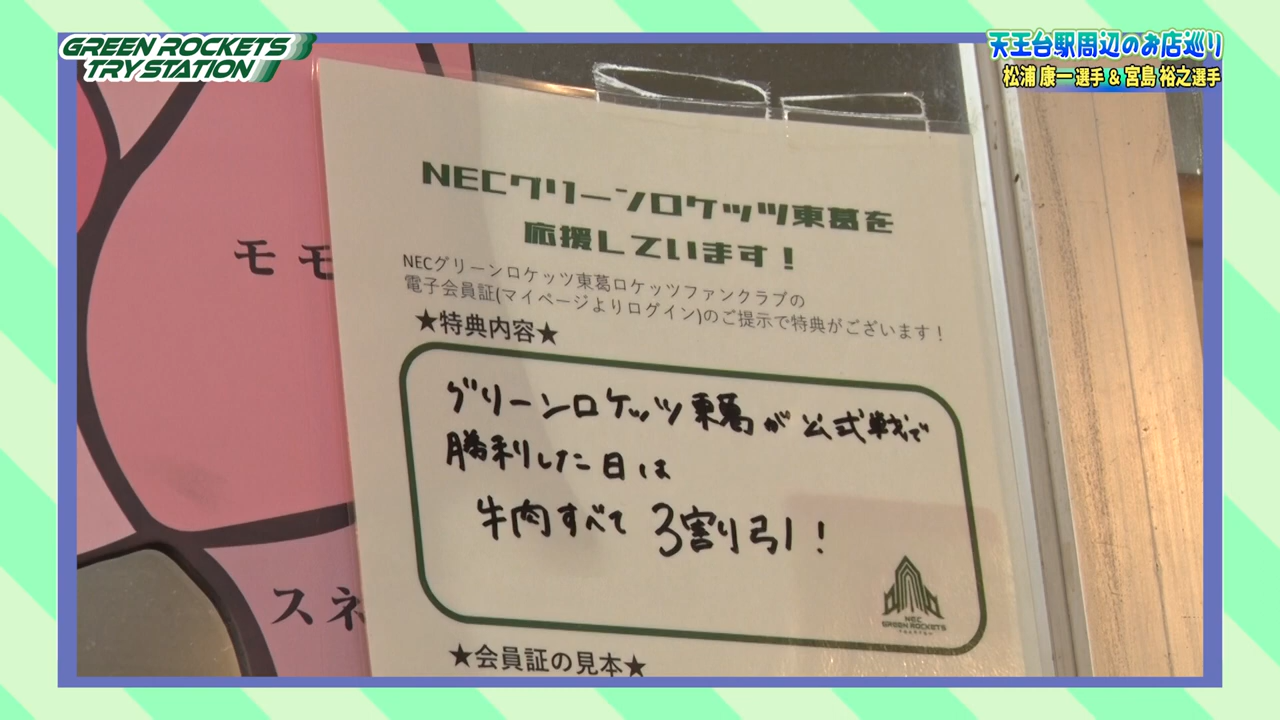 GREEN ROCKETS
TRY STATION
天王台駅周辺のお店巡り
松浦 康一 選手 & 宮島 裕之選手
NECグリーンロケッツ東葛を
応援しています!
NECグリーンロケッツ東葛ロケッツファンクラブの
電子会員証(マイページよりログイン)のご提示で特典がございます!
★特典内容★
グリーンロケッツ東葛が公式戦で
勝利した日は
牛肉すべて 3割り引!
NEC
GREEN ROCKETS
★会員証の見本★
モモ
スネ